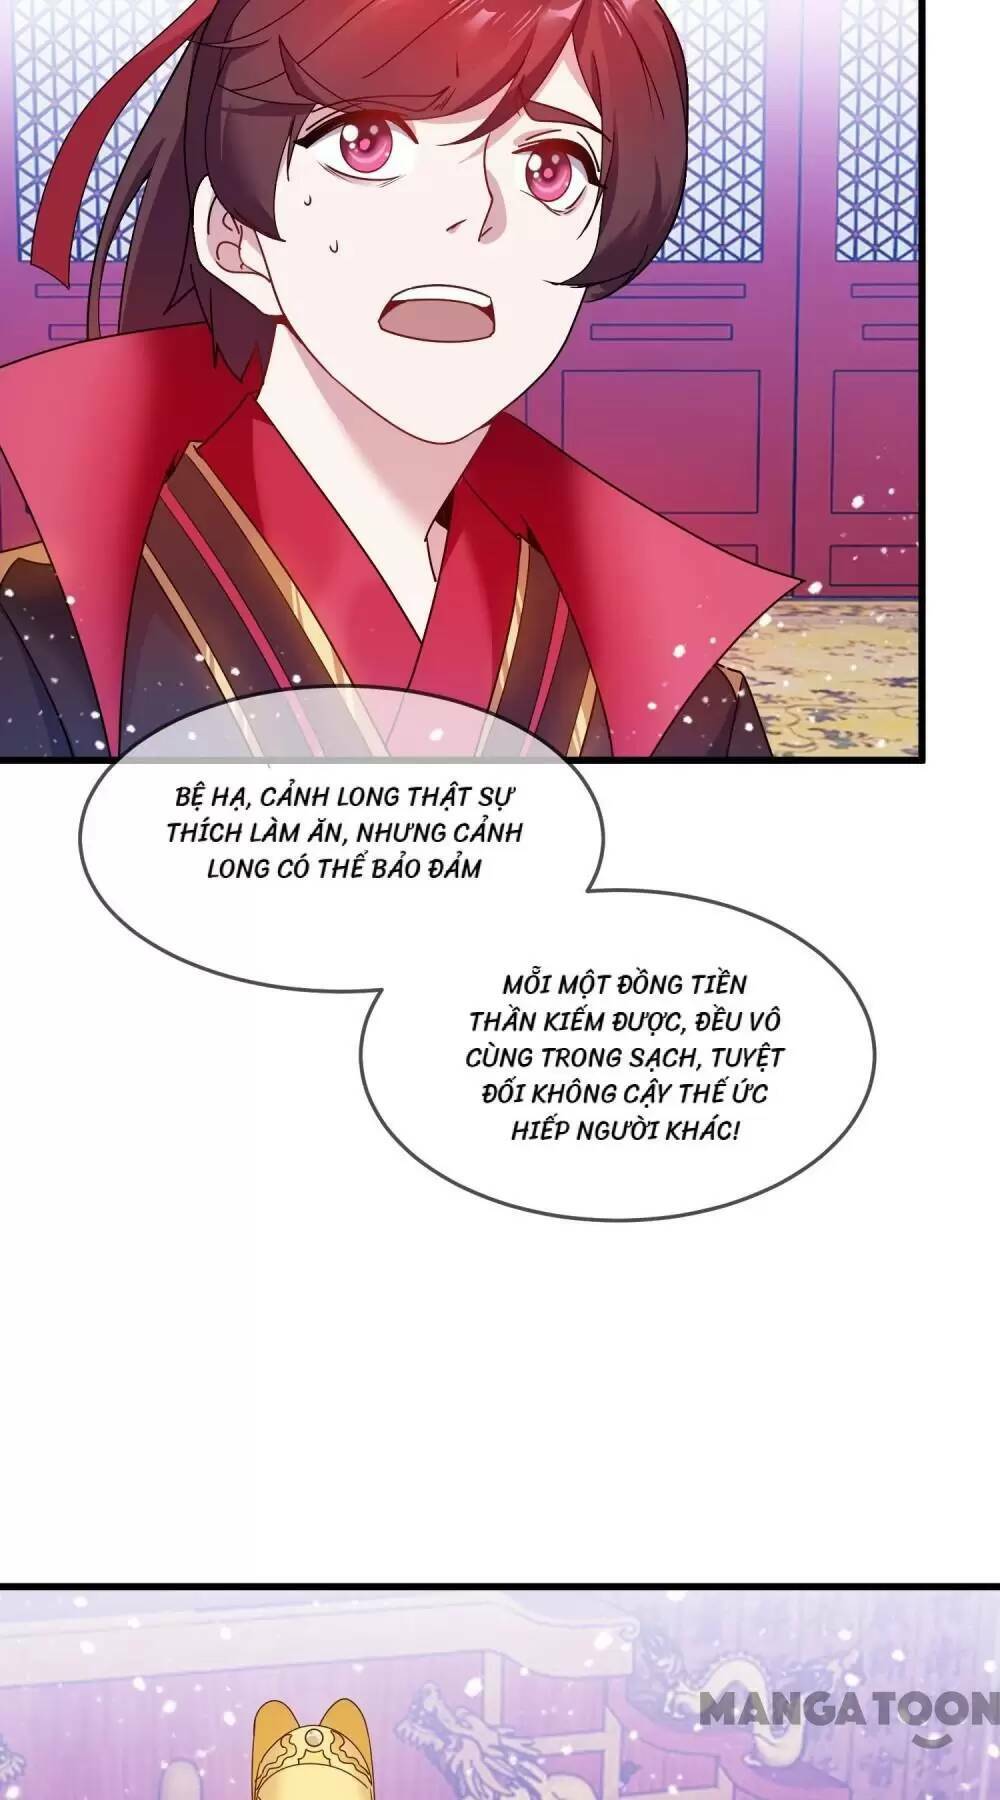 BỆ HẠ, CẢNH LONG THẬT SỰ
THÍCH LÀM ĂN, NHƯNG CẢNH
LONG CÓ THỂ BẢO ĐẢM
MỖI MỘT ĐỒNG TIỀN
THẦN KIẾM ĐƯỢC, ĐỀU VÔ
CÙNG TRONG SẠCH, TUYỆT
ĐỐI KHÔNG CẬY THẾ ỨC
HIẾP NGƯỜI KHÁC!
MANGATOON